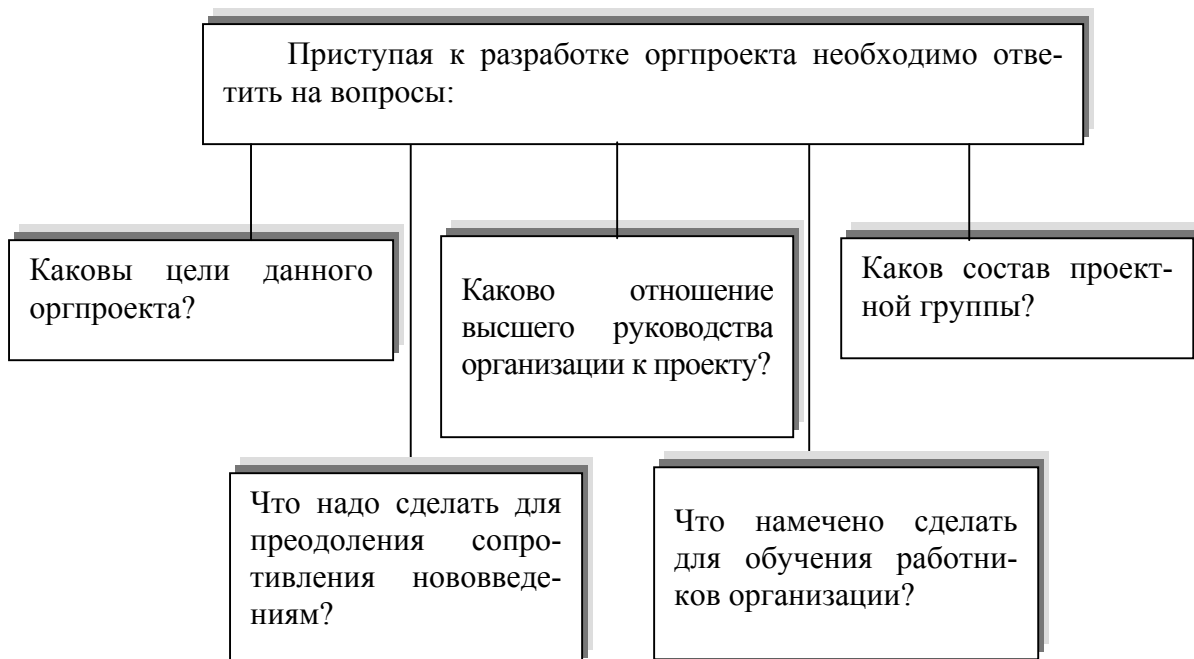 Приступая к разработке оргпроекта необходимо отве-
тить на вопросы:
Каковы цели данного
оргпроекта?
Каково отношение
высшего руководства
организации к проекту?
Каков состав проект-
ной группы?
Что надо сделать для
преодоления сопро-
тивления нововведе-
ниям?
Что намечено сделать
для обучения работни-
ков организации?